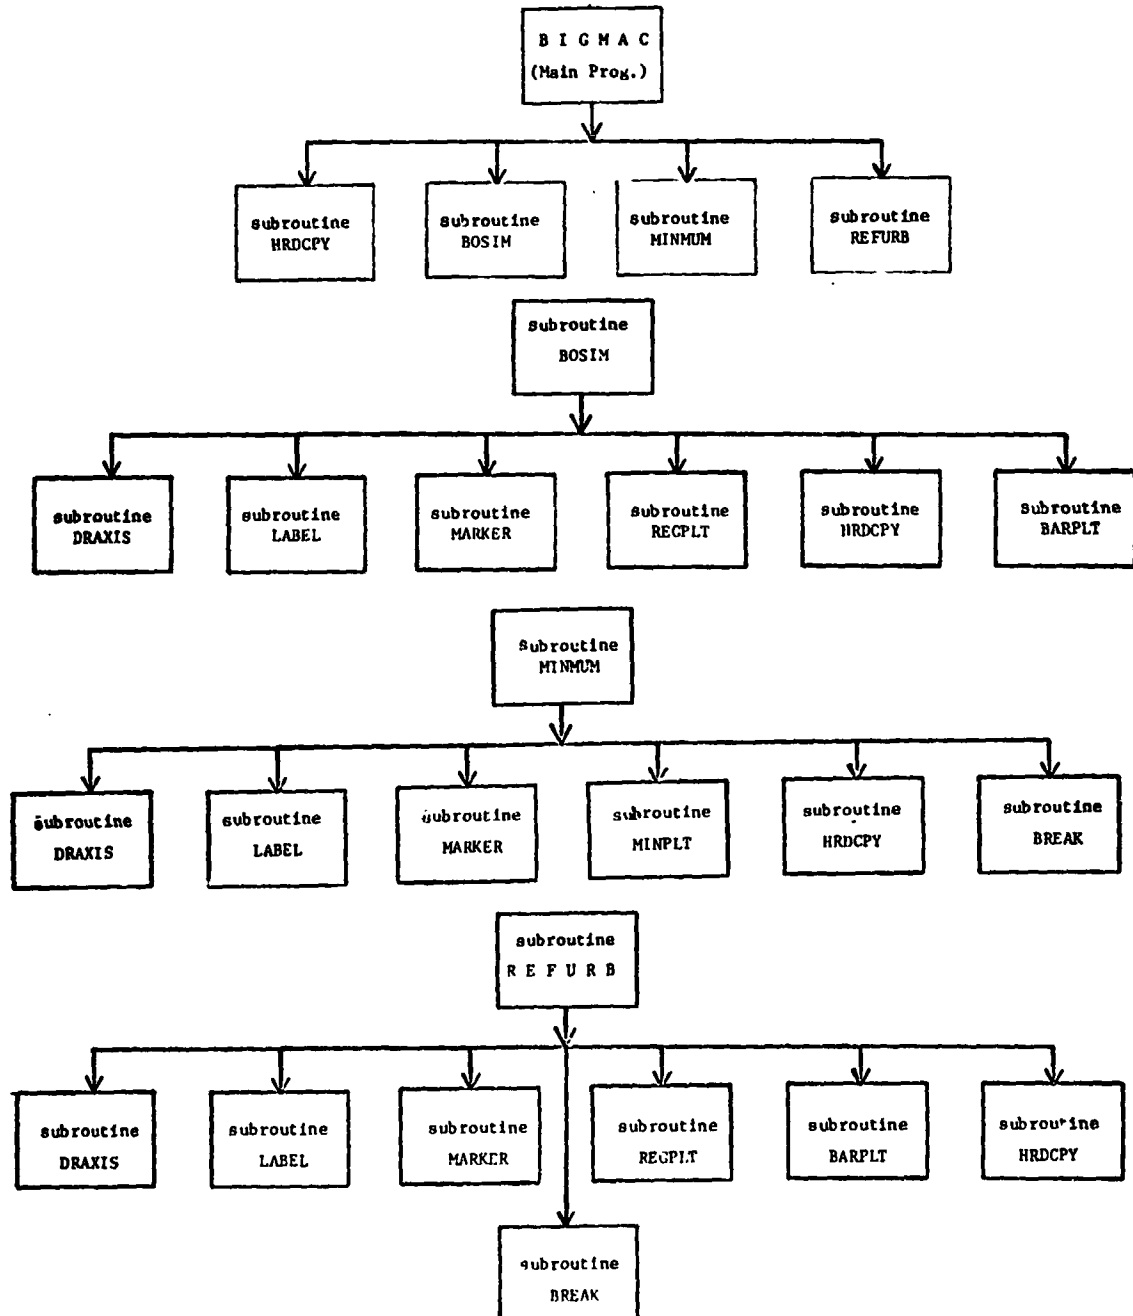 B I G M A C
(Main Prog.)
subroutine
HRDCPY
subroutine
BOSIM
subroutine
MINMUM
subroutine
REFURB
subroutine
BOSIM
subroutine
DRAXIS
subroutine
LABEL
subroutine
MARKER
subroutine
REGPLT
subroutine
HRDCPY
subroutine
BARPLT
Subroutine
MINMUM
subroutine
DRAXIS
subroutine
LABEL
subroutine
MARKER
subroutine
MINPLT
subroutine
HRDCPY
subroutine
BREAK
subroutine
R E F U R B
subroutine
DRAXIS
subroutine
LABEL
subroutine
MARKER
subroutine
REGPLT
subroutine
BARPLT
subroutine
HRDCPY
subroutine
BREAK